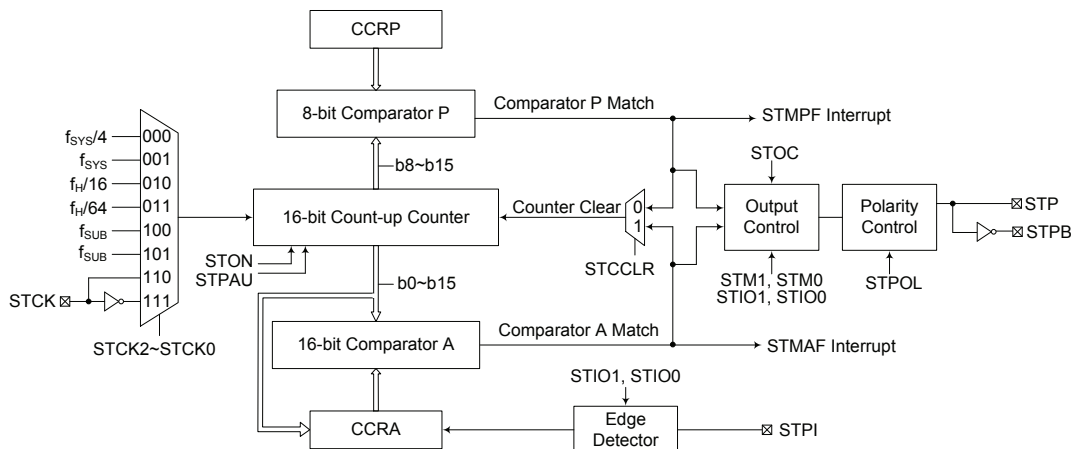 CCRP
8-bit Comparator P
Comparator P Match
STMPF Interrupt
b8~b15
fSYS/4
000
fSYS
001
fH/16
010
fH/64
011
fSUB
100
fSUB
101
110
111
STCK
STCK2~STCK0
16-bit Count-up Counter
STON
STPAU
Counter Clear
0
1
STCCLR
STOC
Output
Control
STM1, STM0
STIO1, STIO0
Polarity
Control
STPOL
STP
STPB
b0~b15
16-bit Comparator A
Comparator A Match
STMAF Interrupt
CCRA
STIO1, STIO0
Edge
Detector
STPI